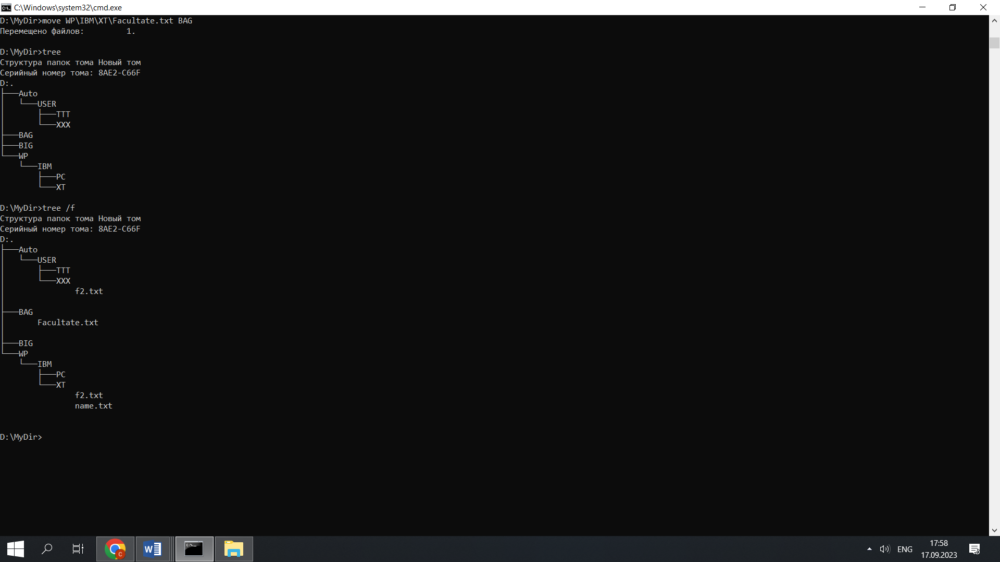 C:\Windows\system32\cmd.exe
D:\MyDir>move WP\IBM\XT\Facultate.txt BAG
Перемещено файлов:         1.
D:\MyDir>tree
Структура папок тома Новый том
Серийный номер тома: 8AE2-C66F
D:.
├───Auto
│   └───USER
│       ├───TTT
│       └───XXX
├───BAG
├───BIG
└───WP
    └───IBM
        ├───PC
        └───XT
D:\MyDir>tree /f
Структура папок тома Новый том
Серийный номер тома: 8AE2-C66F
D:.
├───Auto
│   └───USER
│       ├───TTT
│       └───XXX
│               f2.txt
│
├───BAG
│       Facultate.txt
│
├───BIG
└───WP
    └───IBM
        ├───PC
        └───XT
                f2.txt
                name.txt
D:\MyDir>
ENG
17:58
17.09.2023